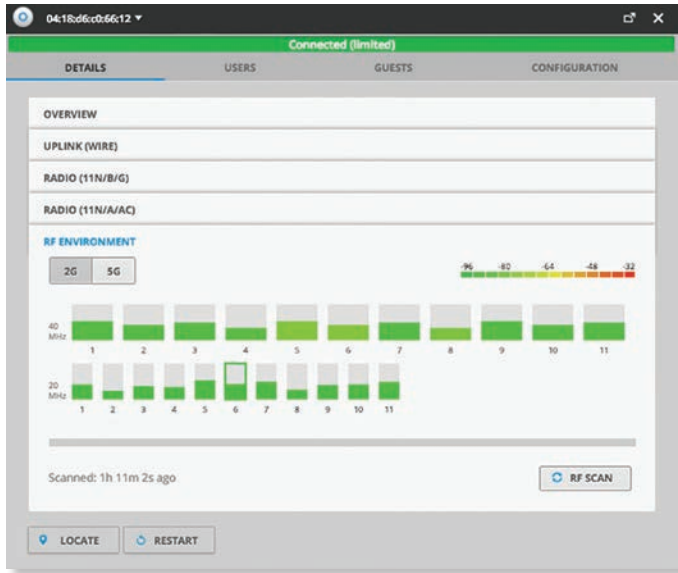 04:18:d6:c0:66:12
Connected (limited)
DETAILS USERS GUESTS CONFIGURATION
OVERVIEW
UPLINK (WIRE)
RADIO (11N/B/G)
RADIO (11N/A/AC)
RF ENVIRONMENT
2G 5G
-96 -80 -64 -48 -32
40 MHz
1 2 3 4 5 6 7 8 9 10 11
20 MHz
1 2 3 4 5 6 7 8 9 10 11
Scanned: 1h 11m 2s ago
RF SCAN
LOCATE RESTART